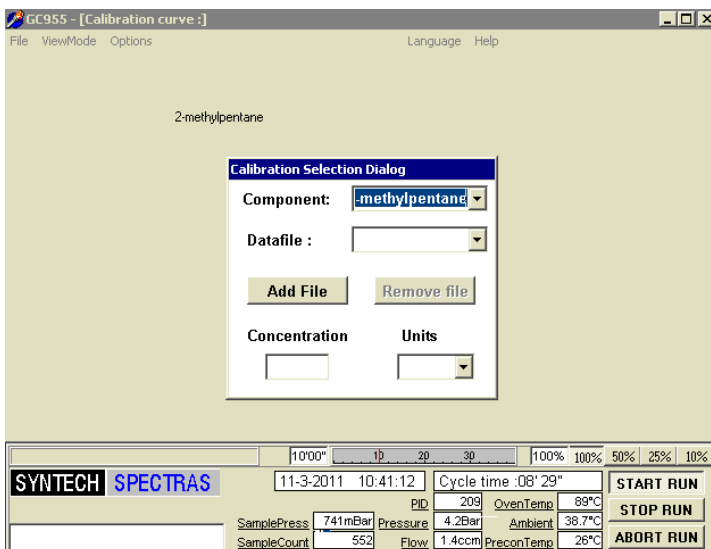 GC955 - [Calibration curve :]
File ViewMode Options Language Help
2-methylpentane
Calibration Selection Dialog
Component: -methylpentane
Datafile :
Add File Remove file
Concentration Units
10'00" 10 20 30 100% 100% 50% 25% 10%
SYNTECH SPECTRAS 11-3-2011 10:41:12 Cycle time :08'29" START RUN
PID 209 OvenTemp 89°C STOP RUN
SamplePress 741mBar Pressure 4.2Bar Ambient 38.7°C
SampleCount 552 Flow 1.4ccm PreconTemp 26°C ABORT RUN